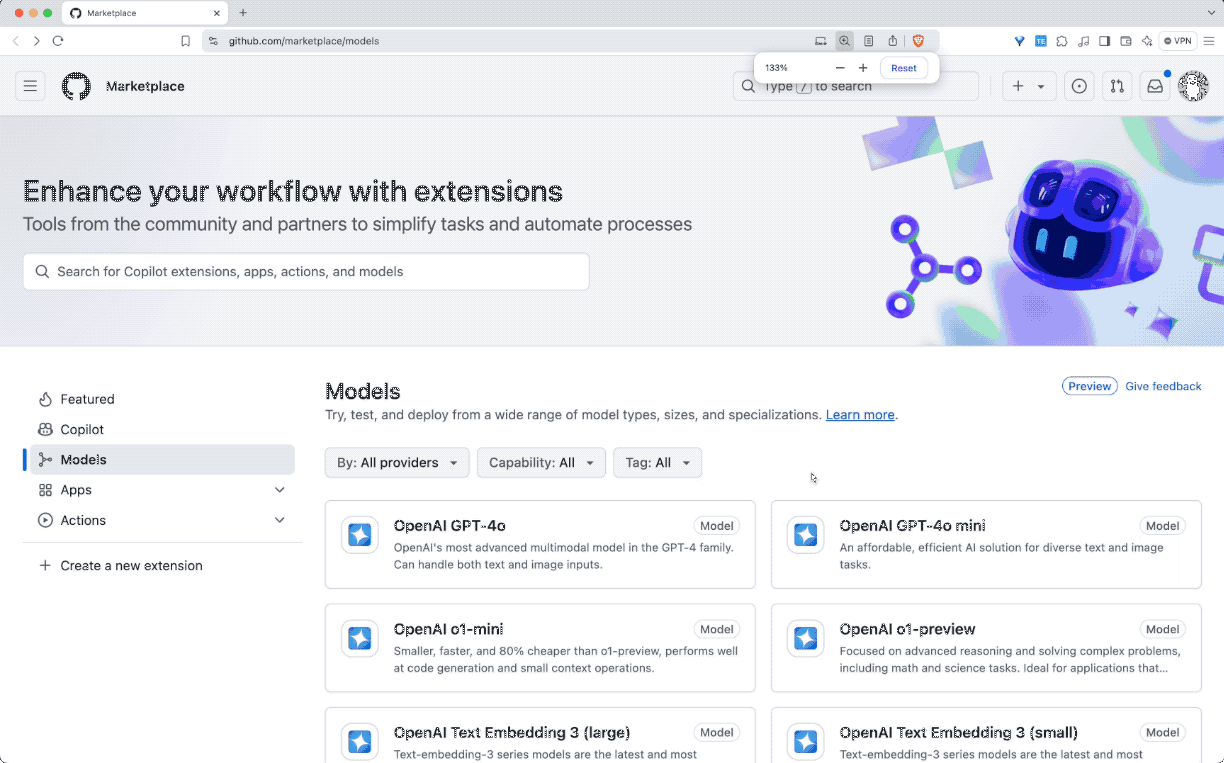 Marketplace
github.com/marketplace/models
VPN
133%
Reset
Marketplace
Type / to search
Enhance your workflow with extensions
Tools from the community and partners to simplify tasks and automate processes
Search for Copilot extensions, apps, actions, and models
Featured
Copilot
Models
Apps
Actions
Create a new extension
Models
Preview
Give feedback
Try, test, and deploy from a wide range of model types, sizes, and specializations. Learn more.
By: All providers
Capability: All
Tag: All
OpenAI GPT-4o
Model
OpenAI's most advanced multimodal model in the GPT-4 family.
Can handle both text and image inputs.
OpenAI GPT-4o mini
Model
An affordable, efficient AI solution for diverse text and image
tasks.
OpenAI o1-mini
Model
Smaller, faster, and 80% cheaper than o1-preview, performs well
at code generation and small context operations.
OpenAI o1-preview
Model
Focused on advanced reasoning and solving complex problems,
including math and science tasks. Ideal for applications that...
OpenAI Text Embedding 3 (large)
Model
Text-embedding-3 series models are the latest and most
OpenAI Text Embedding 3 (small)
Model
Text-embedding-3 series models are the latest and most